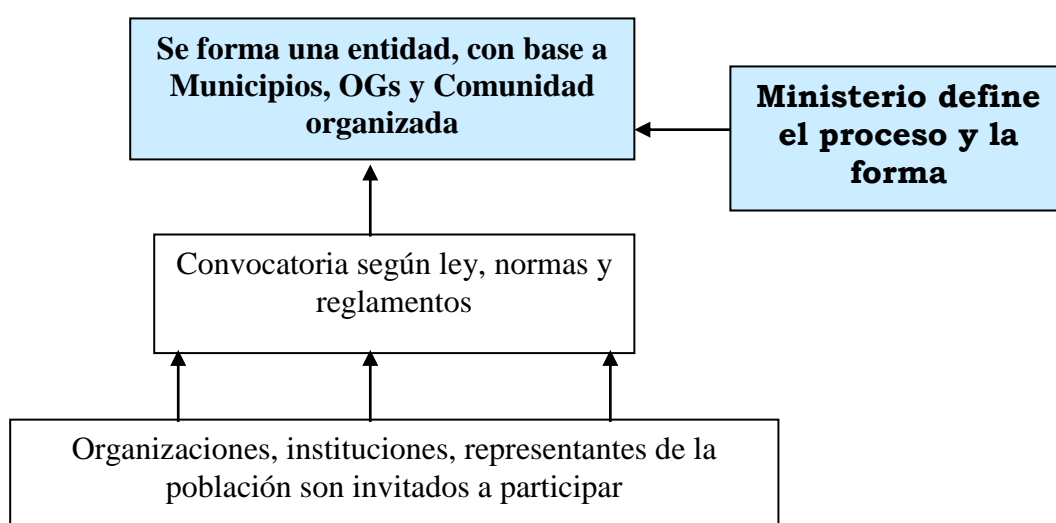 Se forma una entidad, con base a
Municipios, OGs y Comunidad
organizada
Ministerio define
el proceso y la
forma
Convocatoria según ley, normas y
reglamentos
Organizaciones, instituciones, representantes de la
población son invitados a participar